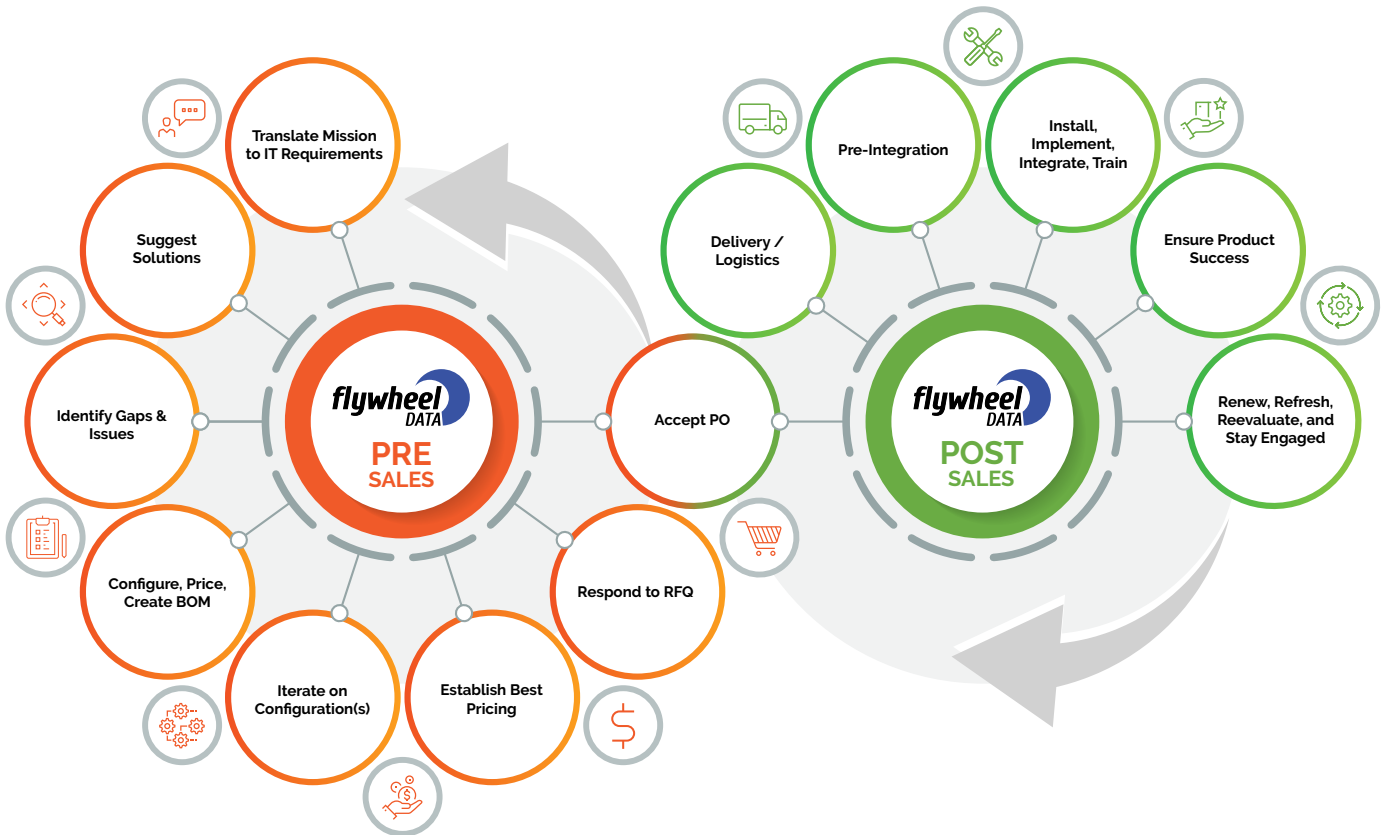 Translate Mission
to IT Requirements
Suggest
Solutions
Identify Gaps &
Issues
Configure, Price,
Create BOM
Iterate on
Configuration(s)
Establish Best
Pricing
Respond to RFQ
Accept PO
flywheel
DATA
PRE
SALES
Delivery /
Logistics
Pre-Integration
Install,
Implement,
Integrate, Train
Ensure Product
Success
Renew, Refresh,
Reevaluate, and
Stay Engaged
flywheel
DATA
POST
SALES
$
$